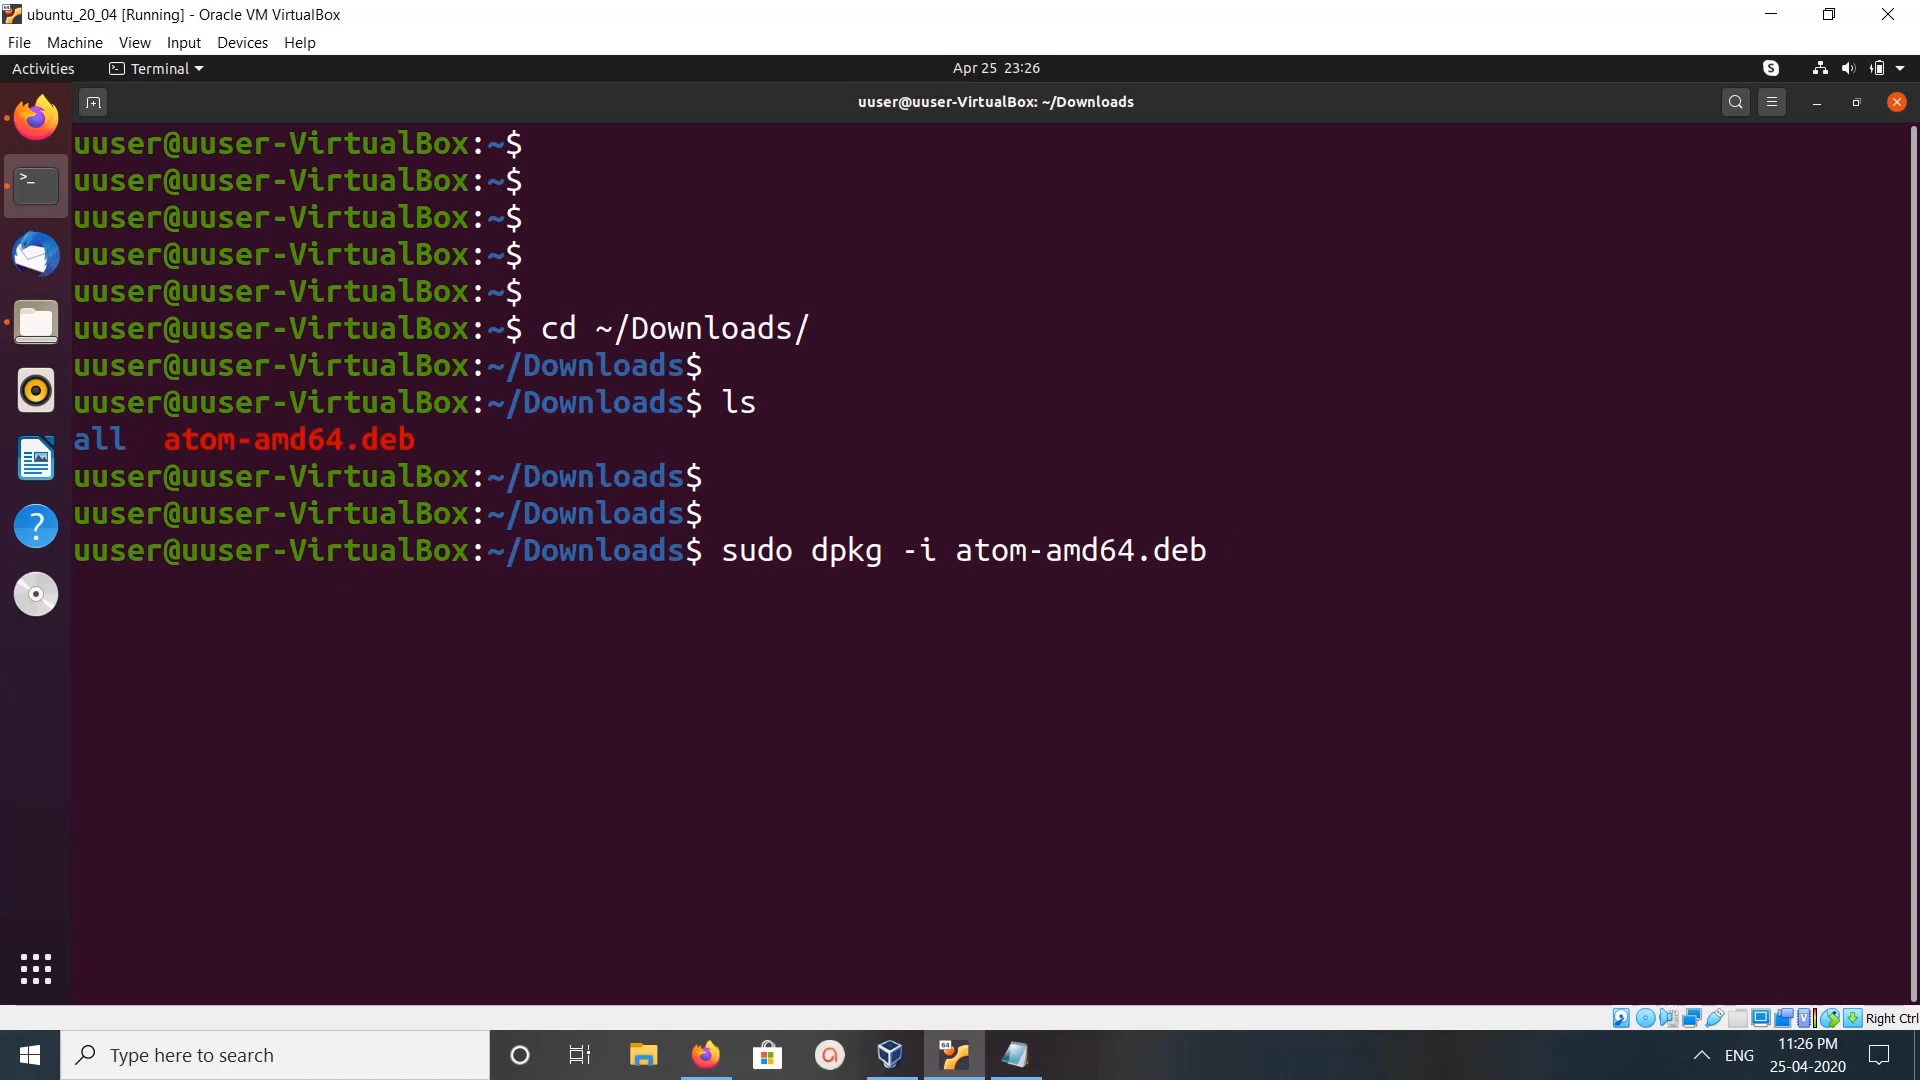 ubuntu_20_04 [Running] - Oracle VM VirtualBox
File Machine View Input Devices Help
Activities Terminal Apr 25 23:26
uuser@uuser-VirtualBox: ~/Downloads
uuser@uuser-VirtualBox:~$
uuser@uuser-VirtualBox:~$
uuser@uuser-VirtualBox:~$
uuser@uuser-VirtualBox:~$
uuser@uuser-VirtualBox:~$
uuser@uuser-VirtualBox:~$ cd ~/Downloads/
uuser@uuser-VirtualBox:~/Downloads$
uuser@uuser-VirtualBox:~/Downloads$ ls
all atom-amd64.deb
uuser@uuser-VirtualBox:~/Downloads$
uuser@uuser-VirtualBox:~/Downloads$
uuser@uuser-VirtualBox:~/Downloads$ sudo dpkg -i atom-amd64.deb
Right Ctrl
Type here to search
ENG
11:26 PM
25-04-2020